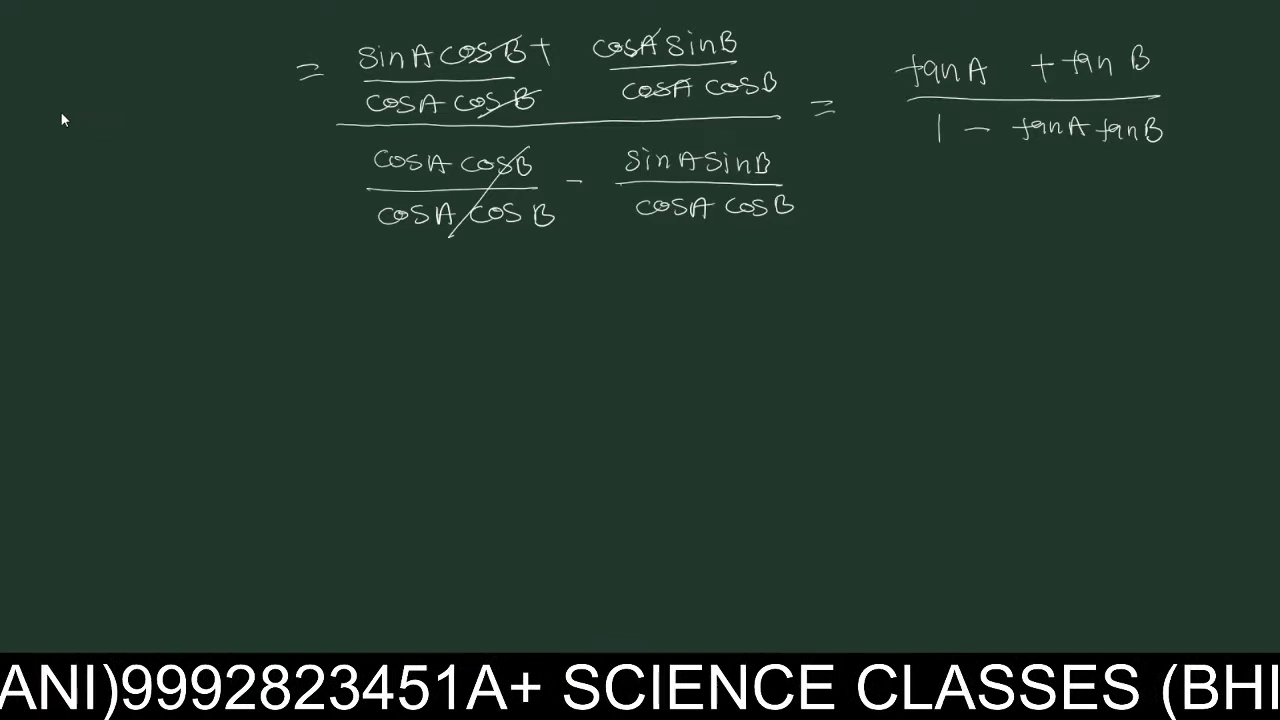 = sinA cosB + cosA sinB
cosA cosB cosA cosB = tanA + tan B
1 - tanA tanB
cosA cosB - sinA sinB
cosA cosB cosA cosB
ANI)9992823451A+ SCIENCE CLASSES (BHI